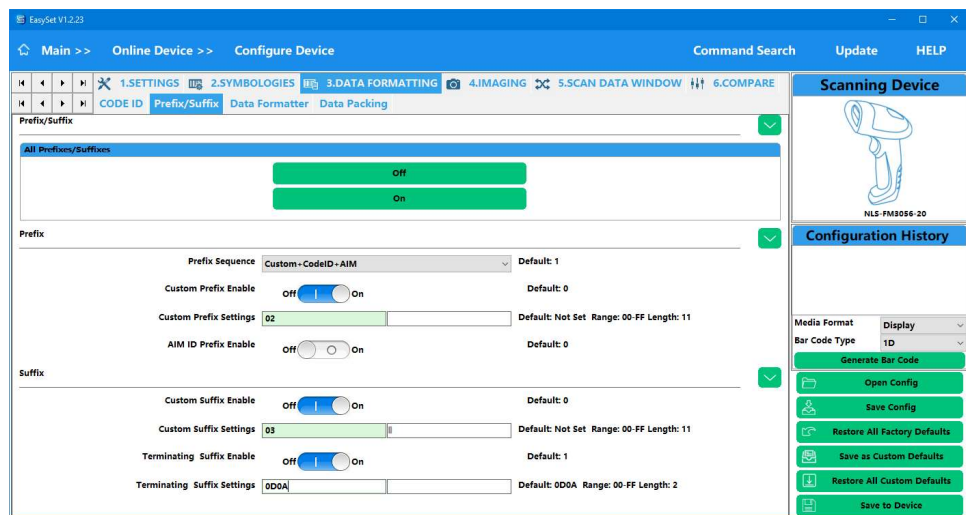 EasySet V1.2.23
Main >> Online Device >> Configure Device Command Search Update HELP
1.SETTINGS 2.SYMBOLOGIES 3.DATA FORMATTING 4.IMAGING 5.SCAN DATA WINDOW 6.COMPARE
CODE ID Prefix/Suffix Data Formatter Data Packing
Prefix/Suffix
All Prefixes/Suffixes
Off
On
Prefix
Prefix Sequence Custom+CodeID+AIM Default: 1
Custom Prefix Enable Off On Default: 0
Custom Prefix Settings 02 Default: Not Set Range: 00-FF Length: 11
AIM ID Prefix Enable Off On Default: 0
Suffix
Custom Suffix Enable Off On Default: 0
Custom Suffix Settings 03 Default: Not Set Range: 00-FF Length: 11
Terminating Suffix Enable Off On Default: 1
Terminating Suffix Settings 0D0A Default: 0D0A Range: 00-FF Length: 2
Scanning Device
NLS-FM3056-20
Configuration History
Media Format Display
Bar Code Type 1D
Generate Bar Code
Open Config
Save Config
Restore All Factory Defaults
Save as Custom Defaults
Restore All Custom Defaults
Save to Device